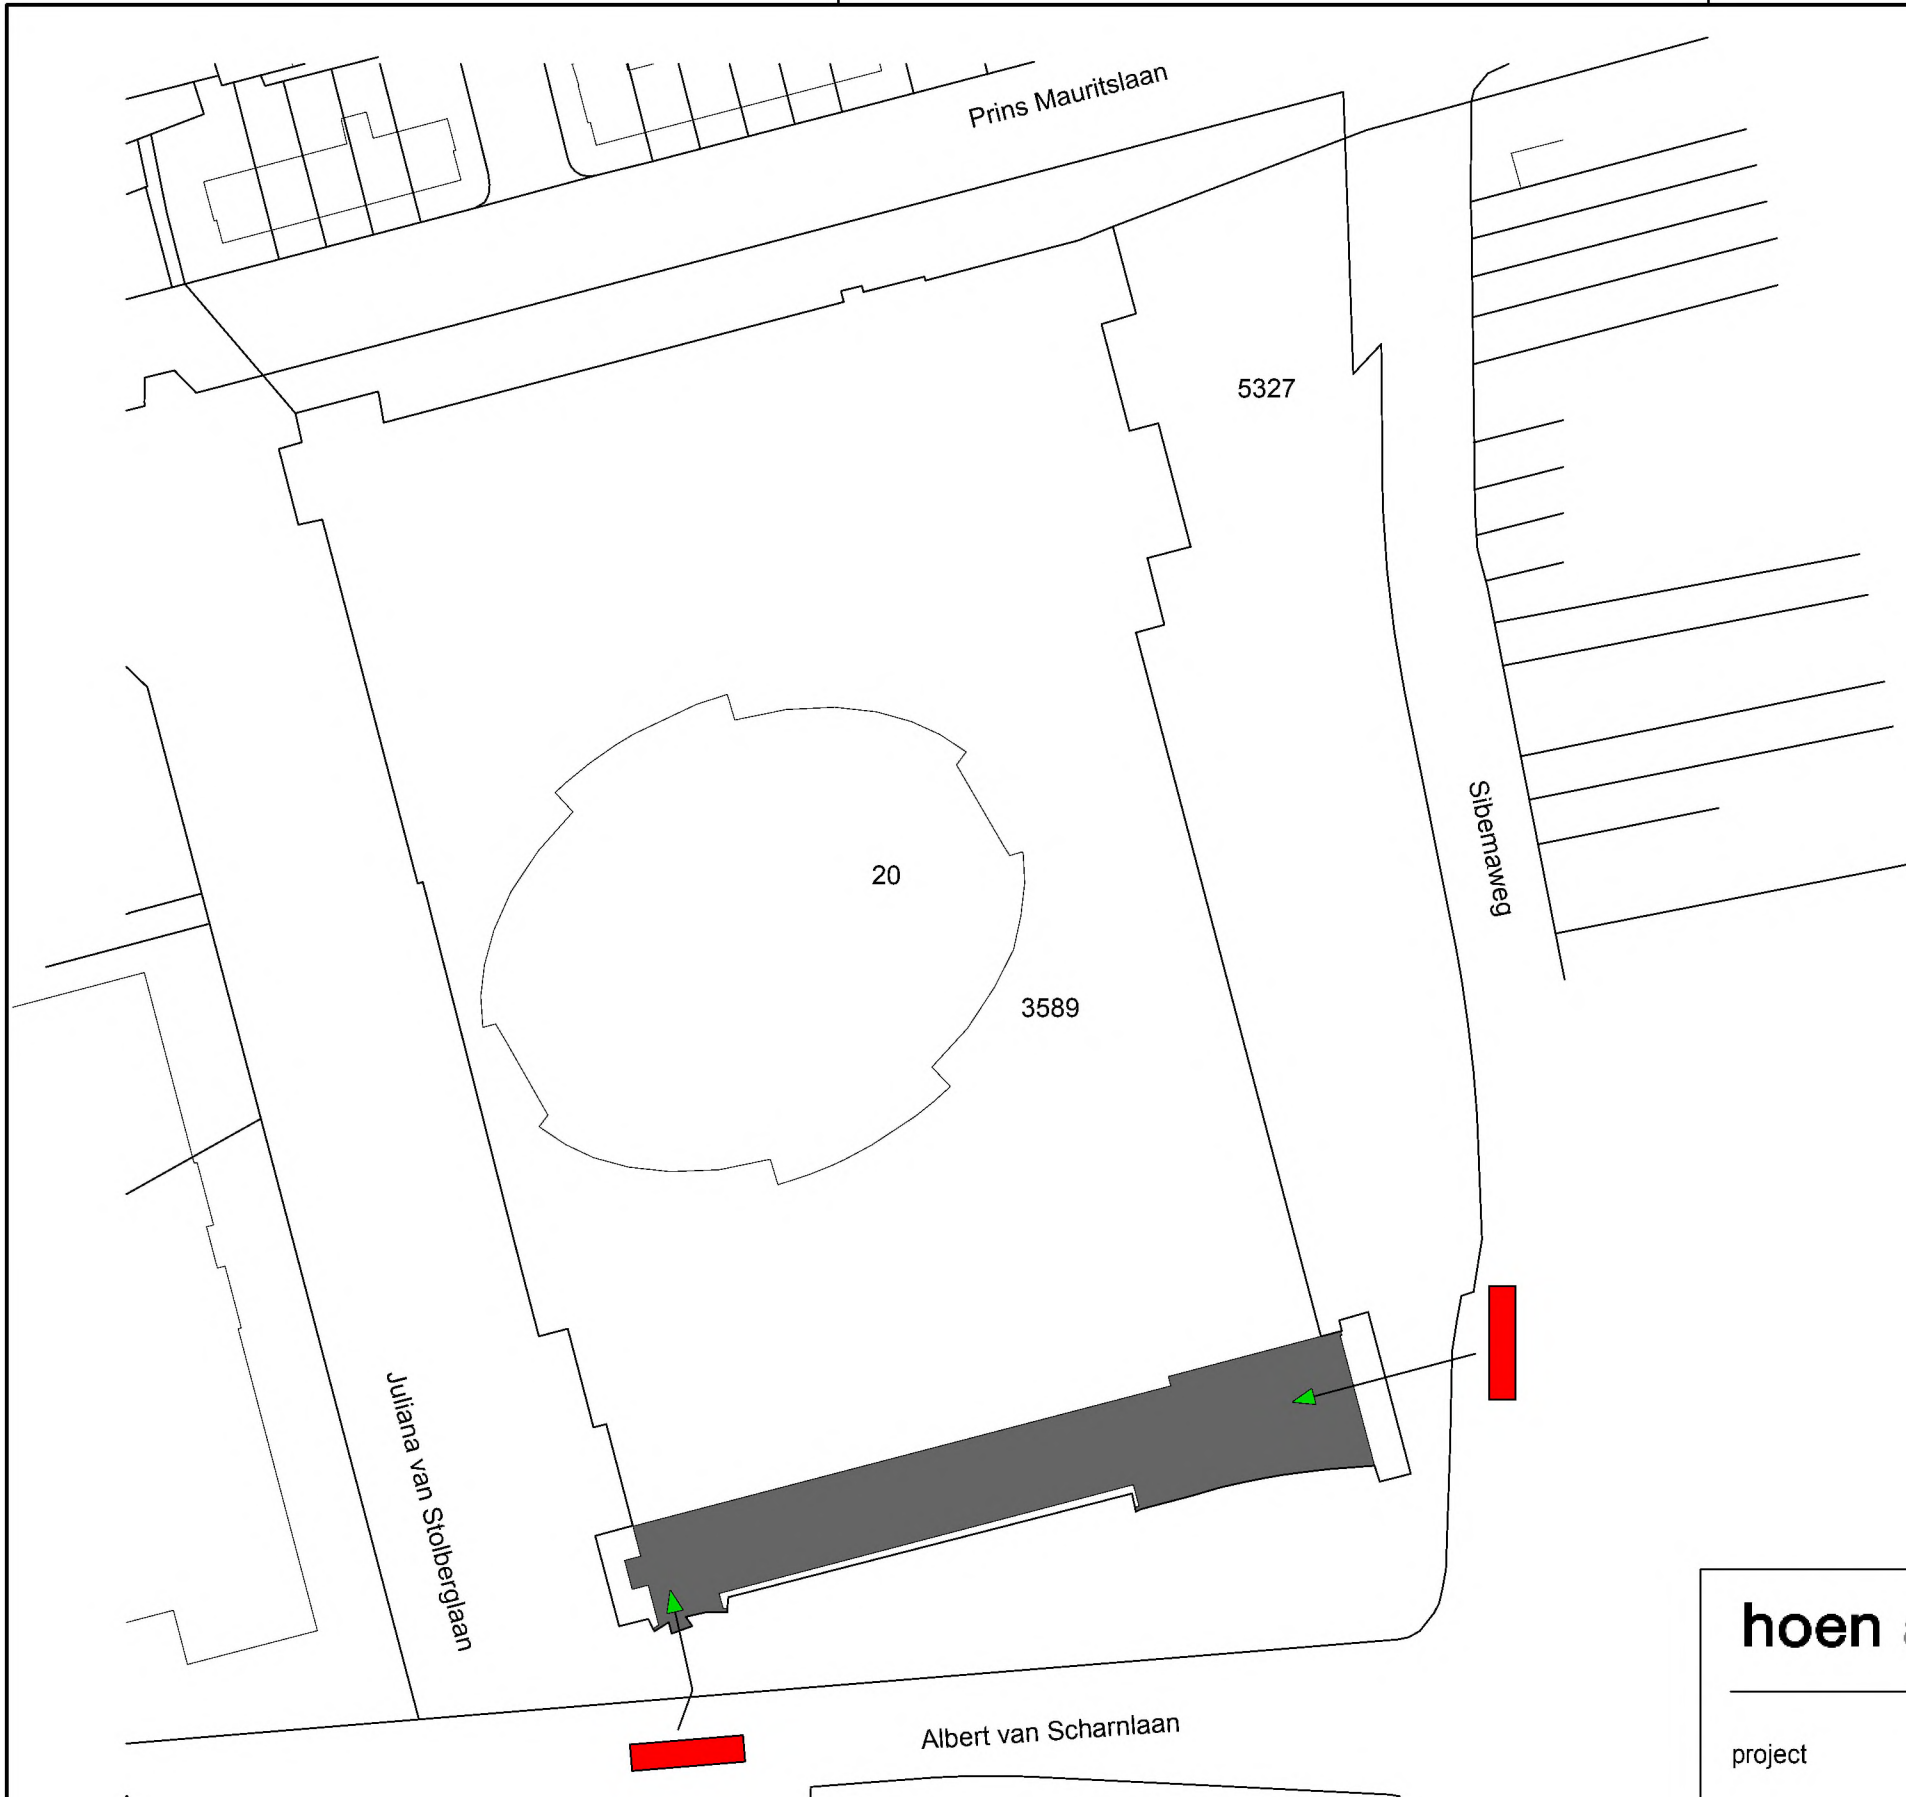 Prins Mauritslaan
5327
20
Sibemaweg
3589
Juliana van Stolberglaan
hoen
Albert van Scharnlaan
project